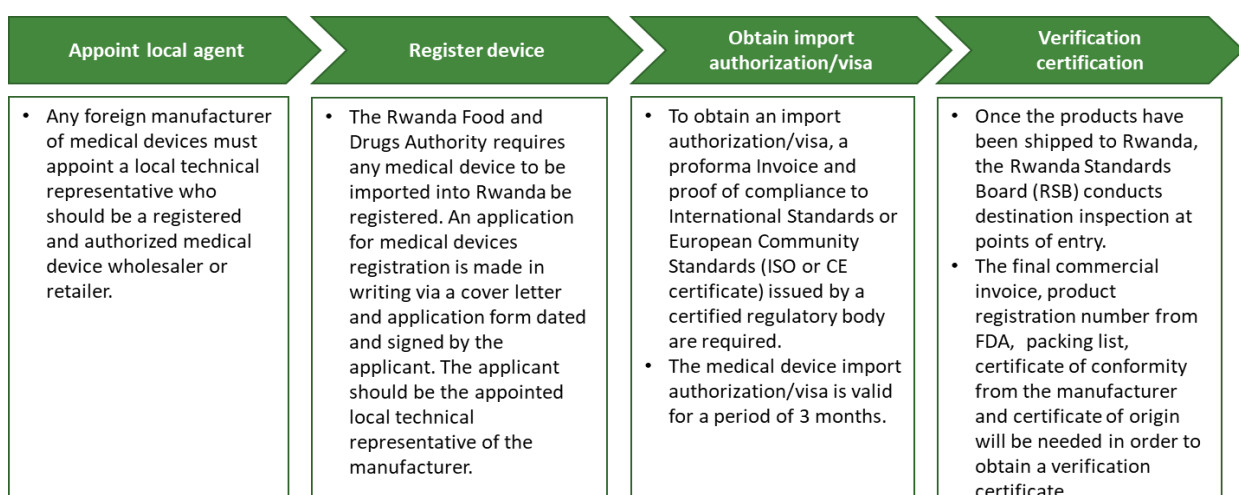 Appoint local agent
Register device
Obtain import
authorization/visa
Verification
certification
• Any foreign manufacturer
of medical devices must
appoint a local technical
representative who
should be a registered
and authorized medical
device wholesaler or
retailer.
• The Rwanda Food and
Drugs Authority requires
any medical device to be
imported into Rwanda be
registered. An application
for medical devices
registration is made in
writing via a cover letter
and application form dated
and signed by the
applicant. The applicant
should be the appointed
local technical
representative of the
manufacturer.
• To obtain an import
authorization/visa, a
proforma Invoice and
proof of compliance to
International Standards or
European Community
Standards (ISO or CE
certificate) issued by a
certified regulatory body
are required.
• The medical device import
authorization/visa is valid
for a period of 3 months.
• Once the products have
been shipped to Rwanda,
the Rwanda Standards
Board (RSB) conducts
destination inspection at
points of entry.
• The final commercial
invoice, product
registration number from
FDA, packing list,
certificate of conformity
from the manufacturer
and certificate of origin
will be needed in order to
obtain a verification
certificate